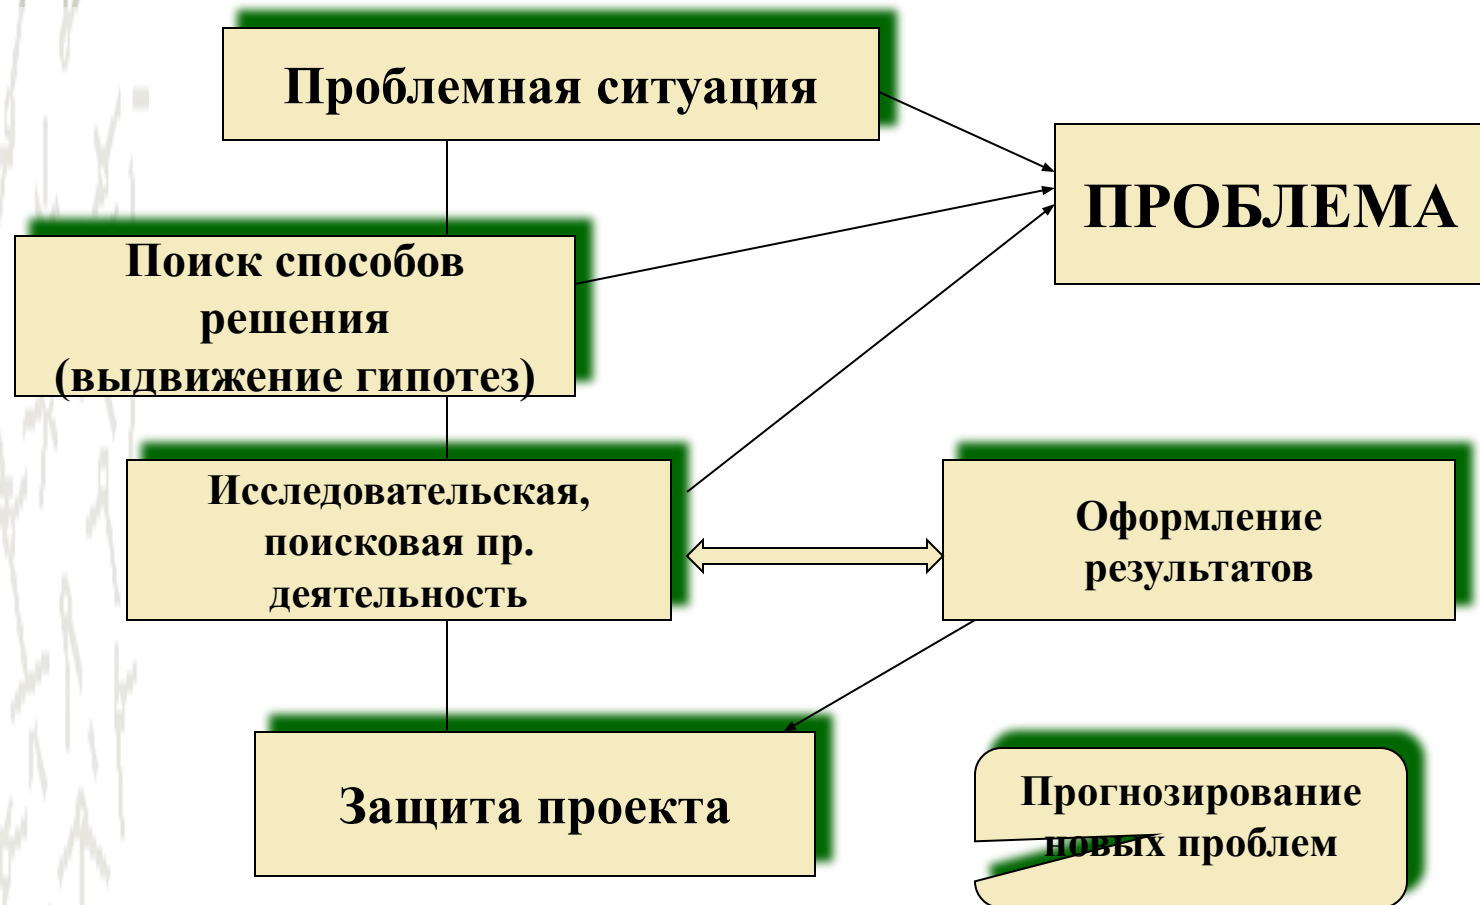 Проблемная ситуация
ПРОБЛЕМА
Поиск способов
решения
(выдвижение гипотез)
Исследовательская,
поисковая пр.
деятельность
Оформление
результатов
Защита проекта
Прогнозирование
новых проблем